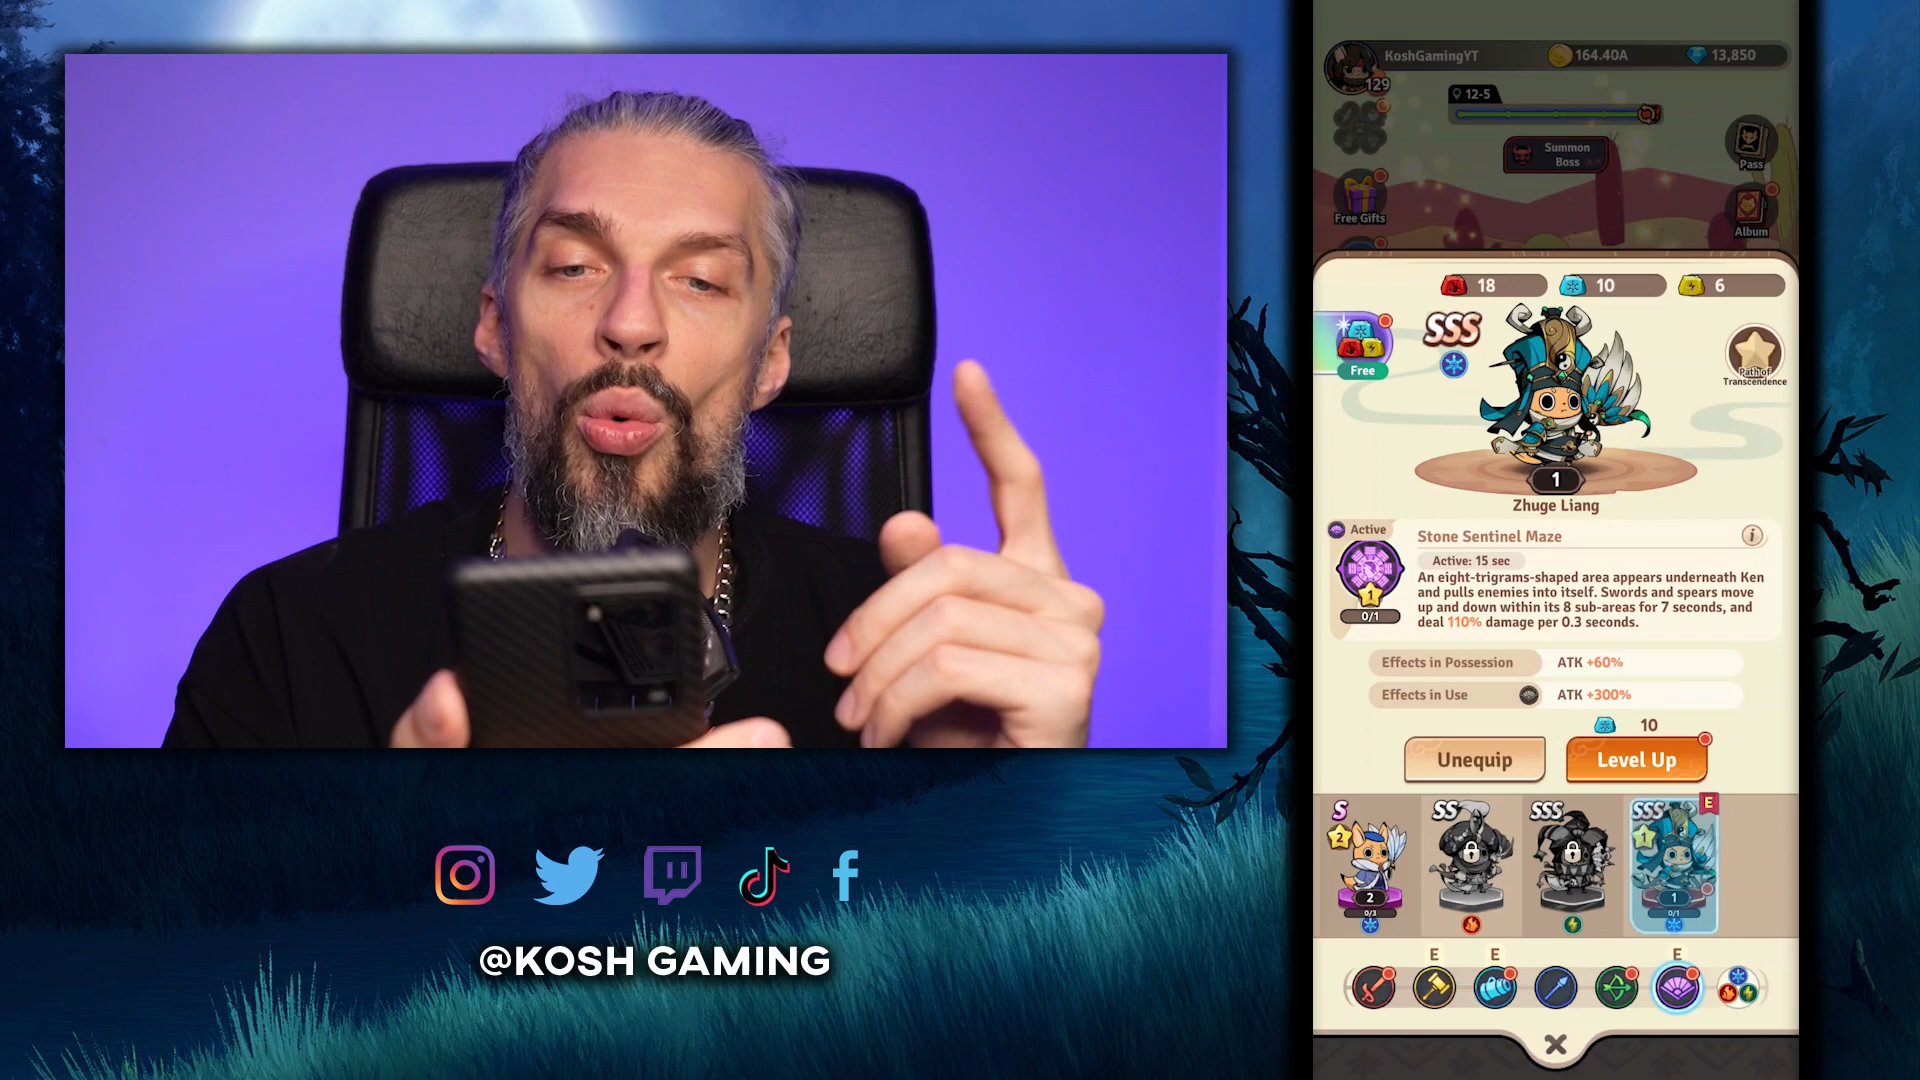 @KOSH GAMING
KoshGamingYT
164.40A
13,850
129
12-5
Summon
Boss
Pass
Free Gifts
Album
18
10
6
SSS
Free
Path of
Transcendence
1
Zhuge Liang
Active
Stone Sentinel Maze
Active: 15 sec
An eight-trigrams-shaped area appears underneath Ken
and pulls enemies into itself. Swords and spears move
up and down within its 8 sub-areas for 7 seconds, and
deal 110% damage per 0.3 seconds.
1
0/1
Effects in Possession
ATK +60%
Effects in Use
ATK +300%
10
Unequip
Level Up
S
SS
SSS
SSS
E
2
1
2
1
0/3
0/1
E
E
E